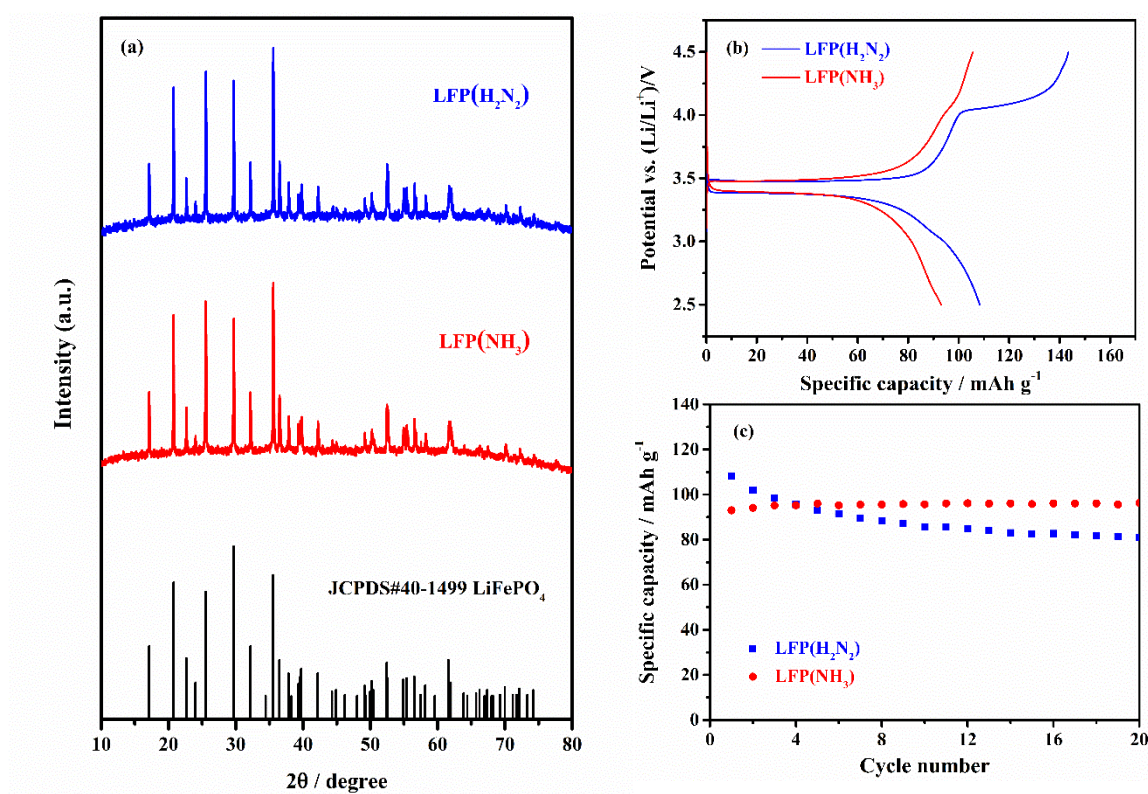 (a)
LFP(H₂N₂)
LFP(NH₃)
JCPDS#40-1499 LiFePO₄
Intensity (a.u.)
10 20 30 40 50 60 70 80
2θ / degree
(b)
LFP(H₂N₂)
LFP(NH₃)
Potential vs. (Li/Li⁺)/V
4.5
4.0
3.5
3.0
2.5
0 20 40 60 80 100 120 140 160
Specific capacity / mAh g⁻¹
(c)
Specific capacity / mAh g⁻¹
140
120
100
80
60
40
20
0
LFP(H₂N₂)
LFP(NH₃)
0 4 8 12 16 20
Cycle number